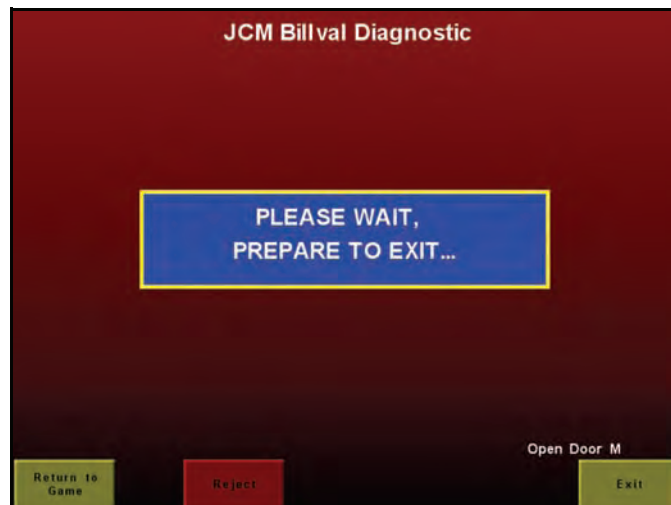 JCM Billval Diagnostic
PLEASE WAIT,
PREPARE TO EXIT...
Open Door M
Return to
Game
Reject
Exit